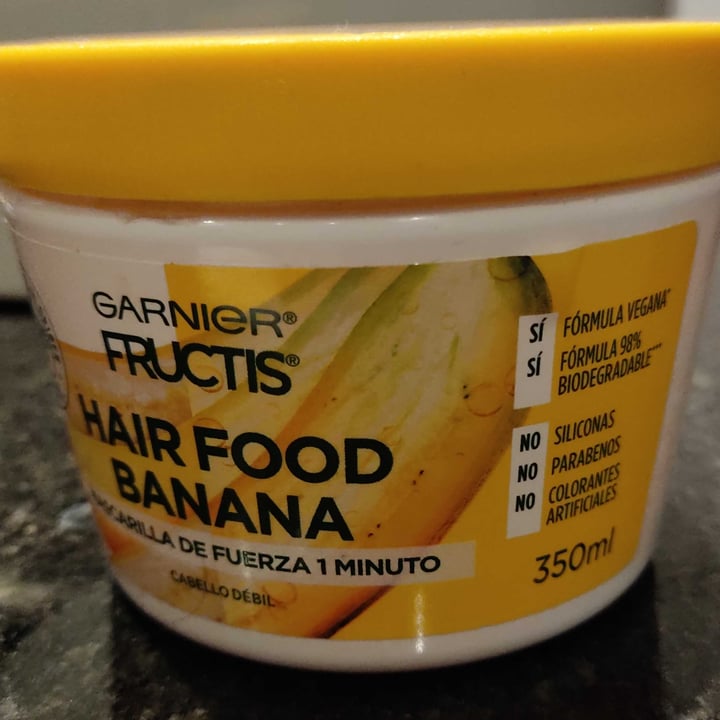 GARNIER®
FRUCTIS®
HAIR FOOD
BANANA
MASCARILLA DE FUERZA 1 MINUTO
CABELLO DÉBIL
SÍ FÓRMULA VEGANA*
SÍ FÓRMULA 98%
BIODEGRADABLE***
NO SILICONAS
NO PARABENOS
NO COLORANTES
ARTIFICIALES
350ml